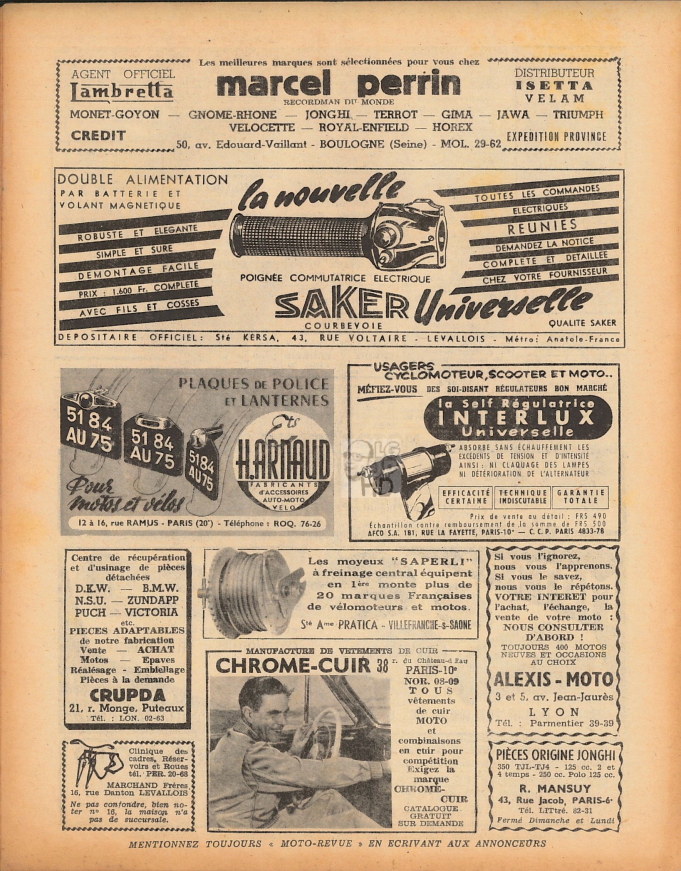 Les meilleures marques sont sélectionnées pour vous chez
AGENT OFFICIEL
Lambretta
marcel perrin
RECORDMAN DU MONDE
DISTRIBUTEUR
ISETTA
VELAM
MONET-GOYON — GNOME-RHONE — JONGHI — TERROT — GIMA — JAWA — TRIUMPH
VELOCETTE — ROYAL-ENFIELD — HOREX
CREDIT
EXPEDITION PROVINCE
50, av. Edouard-Vaillant - BOULOGNE (Seine) - MOL. 29-62
DOUBLE ALIMENTATION
PAR BATTERIE ET
VOLANT MAGNETIQUE
ROBUSTE ET ELEGANTE
SIMPLE ET SURE
DEMONTAGE FACILE
PRIX : 1.600 Fr. COMPLETE
AVEC FILS ET COSSES
la nouvelle
TOUTES LES COMMANDES
ELECTRIQUES
REUNIES
DEMANDEZ LA NOTICE
COMPLETE ET DETAILLEE
CHEZ VOTRE FOURNISSEUR
POIGNÉE COMMUTATRICE ELECTRIQUE
SAKER Universelle
COURBEVOIE
QUALITE SAKER
DEPOSITAIRE OFFICIEL: Sté KERSA, 43, RUE VOLTAIRE - LEVALLOIS - Métro: Anatole-France
PLAQUES DE POLICE
ET LANTERNES
5184
AU 75
5184
AU 75
5184
AU 75
Ets
H.ARNAUD
FABRICANTS
d'ACCESSOIRES
AUTO-MOTO
VELO
Pour
motos et vélos
12 à 16, rue RAMUS - PARIS (20e) - Téléphone : ROQ. 76-26
USAGERS
CYCLOMOTEUR, SCOOTER ET MOTO..
MÉFIEZ-VOUS DES SOI-DISANT RÉGULATEURS BON MARCHÉ
la Self Régulatrice
INTERLUX
Universelle
ABSORBE SANS ÉCHAUFFEMENT LES
EXCÉDENTS DE TENSION ET D'INTENSITÉ
AINSI : NI CLAQUAGE DES LAMPES
NI DÉTÉRIORATION DE L'ALTERNATEUR
EFFICACITÉ
CERTAINE
TECHNIQUE
INDISCUTABLE
GARANTIE
TOTALE
Prix de vente au détail : FRS 490
Échantillon contre remboursement de la somme de FRS 500
AFCO S.A. 181, RUE LA FAYETTE, PARIS-10e — C.C.P. PARIS 4833-78
Centre de récupération
et d'usinage de pièces
détachées
D.K.W. — B.M.W.
N.S.U. — ZUNDAPP
PUCH — VICTORIA
etc.
PIECES ADAPTABLES
de notre fabrication
Vente — ACHAT
Motos — Epaves
Réalésage - Embiellage
Pièces à la demande
CRUPDA
21, r. Monge, Puteaux
Tél. : LON. 02-63
Les moyeux "SAPERLI"
à freinage central équipent
en 1ère monte plus de
20 marques Françaises
de vélomoteurs et motos.
Sté Ame PRATICA - VILLEFRANCHE-s-SAONE
Si vous l'ignorez,
nous vous l'apprenons.
Si vous le savez,
nous vous le répétons.
VOTRE INTERET pour
l'achat, l'échange, la
vente de votre moto :
NOUS CONSULTER
D'ABORD !
TOUJOURS 400 MOTOS
NEUVES ET OCCASIONS
AU CHOIX
ALEXIS - MOTO
3 et 5, av. Jean-Jaurès
LYON
Tél. : Parmentier 39-39
MANUFACTURE DE VETEMENTS DE CUIR
CHROME-CUIR 38 r. du Château-d'Eau
PARIS-10e
NOR. 08-09
TOUS
vêtements
de cuir
MOTO
et
combinaisons
en cuir pour
compétition
Exigez la
marque
CHROME-
CUIR
CATALOGUE
GRATUIT
SUR DEMANDE
Clinique des
cadres, Réser-
voirs et Roues
tél. PER. 20-68
MARCHAND Frères
16, rue Danton LEVALLOIS
Ne pas confondre, bien no-
ter n° 16, la maison n'a
pas de succursale.
PIÈCES ORIGINE JONGHI
350 TJL-TJ4 - 125 cc. 2 et
4 temps - 250 cc. Polo 125 cc.
R. MANSUY
43, Rue Jacob, PARIS-6e
Tél. LITtré. 82-31
Fermé Dimanche et Lundi
MENTIONNEZ TOUJOURS « MOTO-REVUE » EN ECRIVANT AUX ANNONCEURS